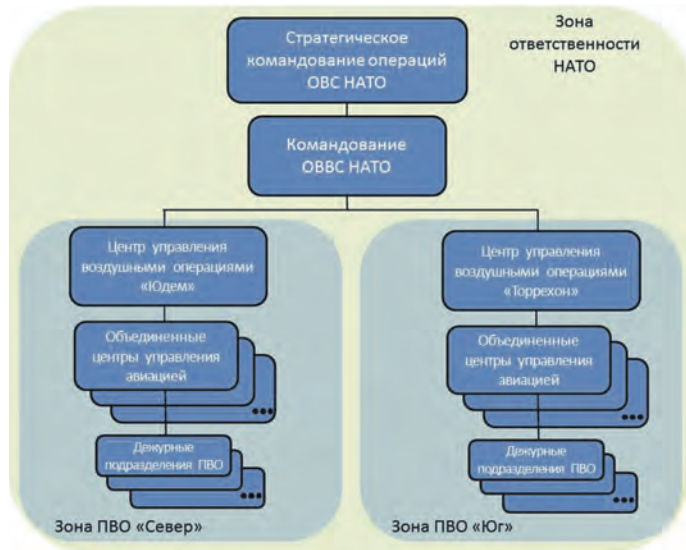 Стратегическое
командование операций
ОВС НАТО
Зона
ответственности
НАТО
Командование
ОВВС НАТО
Центр управления
воздушными операциями
«Юдем»
Объединенные
центры управления
авиацией
•••
Дежурные
подразделения ПВО
•••
Зона ПВО «Север»
Центр управления
воздушными операциями
«Торрехон»
Объединенные
центры управления
авиацией
•••
Дежурные
подразделения ПВО
•••
Зона ПВО «Юг»